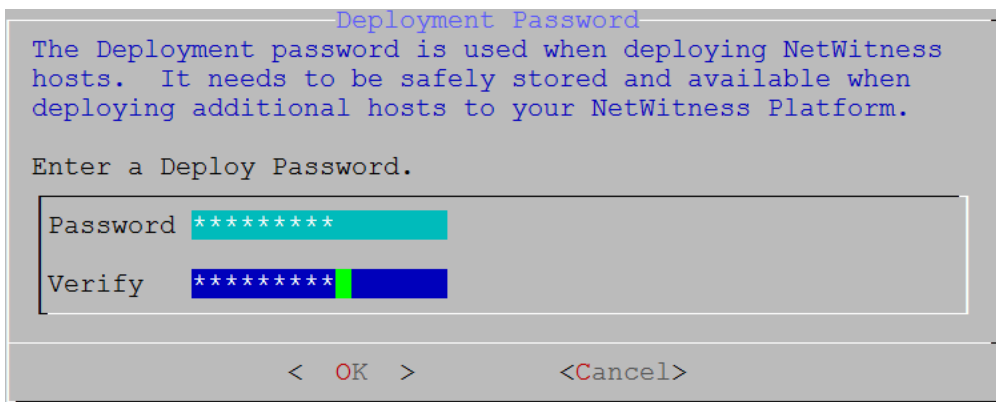 Deployment Password
The Deployment password is used when deploying NetWitness
hosts.  It needs to be safely stored and available when
deploying additional hosts to your NetWitness Platform.
Enter a Deploy Password.
Password *********
Verify *********
<  OK  > <Cancel>